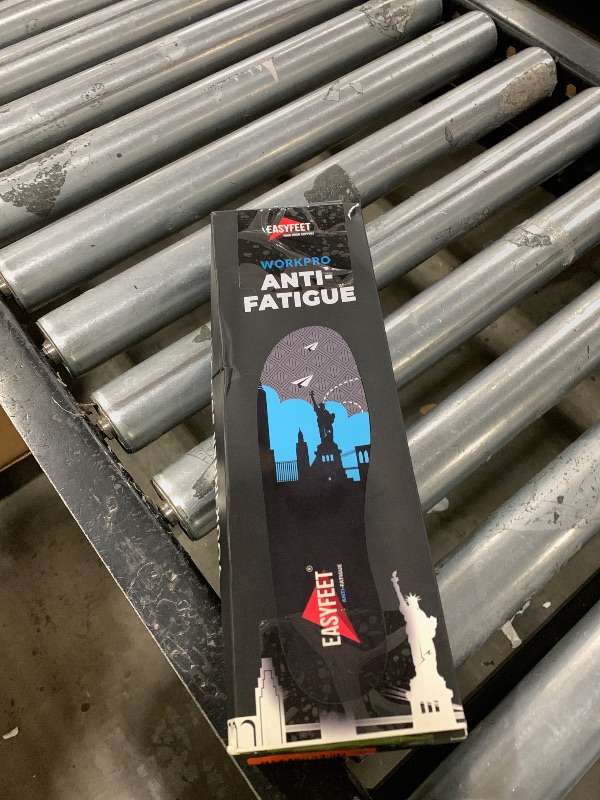 EASYFEET
WORKPRO
ANTI-
FATIGUE
EASYFEET®
ANTI-FATIGUE